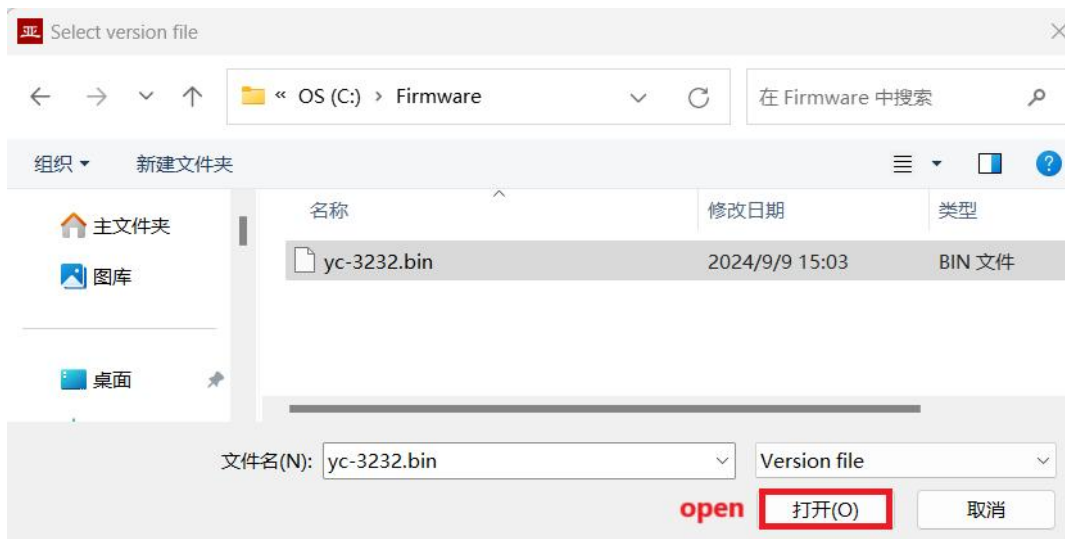 亚 Select version file
« OS (C:) › Firmware 在 Firmware 中搜索
组织 新建文件夹 ?
名称 修改日期 类型
主文件夹
yc-3232.bin 2024/9/9 15:03 BIN 文件
图库
桌面
文件名(N): yc-3232.bin Version file
open 打开(O) 取消